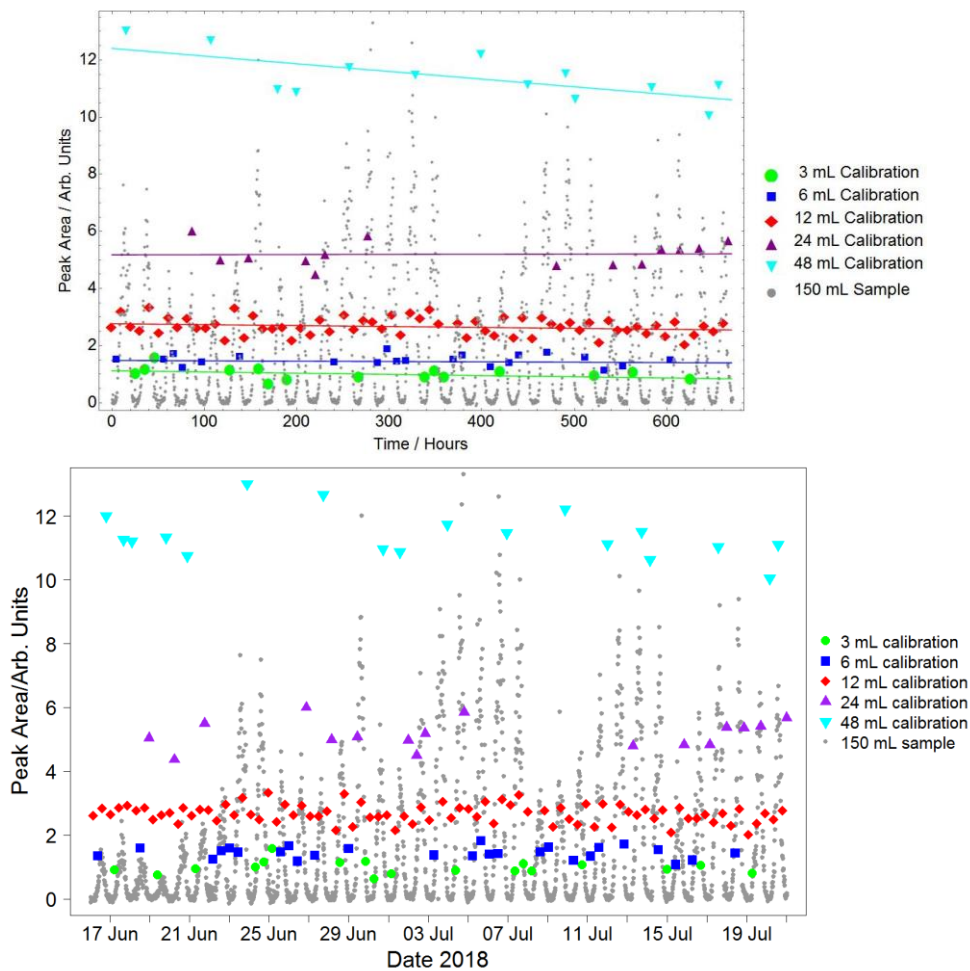 Peak Area / Arb. Units
12
10
8
6
4
2
0
0 100 200 300 400 500 600
Time / Hours
3 mL Calibration
6 mL Calibration
12 mL Calibration
24 mL Calibration
48 mL Calibration
150 mL Sample
Peak Area/Arb. Units
12
10
8
6
4
2
0
17 Jun 21 Jun 25 Jun 29 Jun 03 Jul 07 Jul 11 Jul 15 Jul 19 Jul
Date 2018
3 mL calibration
6 mL calibration
12 mL calibration
24 mL calibration
48 mL calibration
150 mL sample